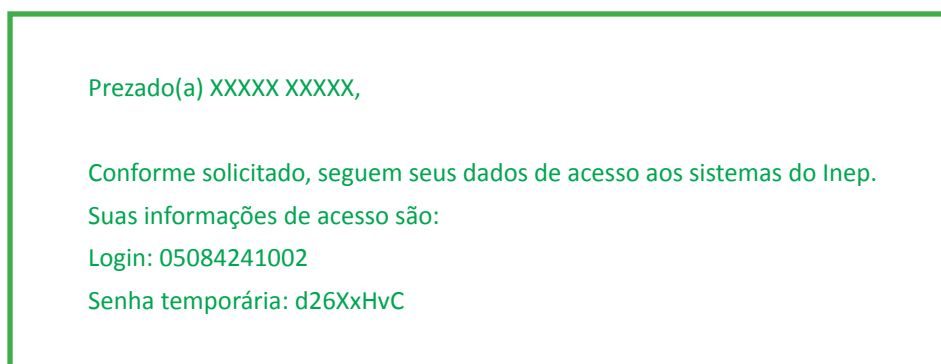 Prezado(a) XXXXX XXXXX,
Conforme solicitado, seguem seus dados de acesso aos sistemas do Inep.
Suas informações de acesso são:
Login: 05084241002
Senha temporária: d26XxHvC